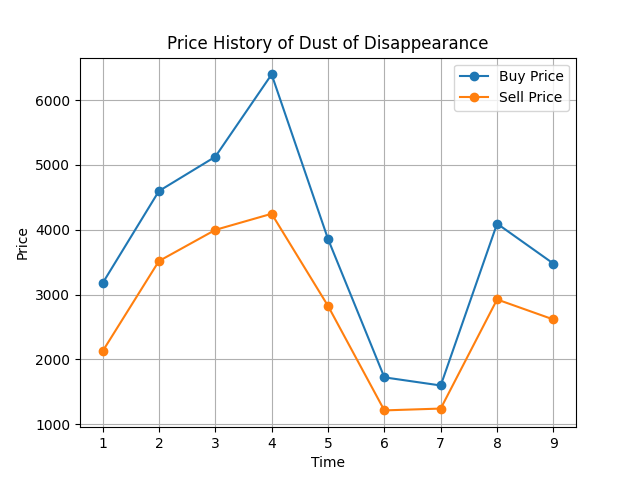 Price History of Dust of Disappearance
Buy Price
Sell Price
Price
6000
5000
4000
3000
2000
1000
1 2 3 4 5 6 7 8 9
Time